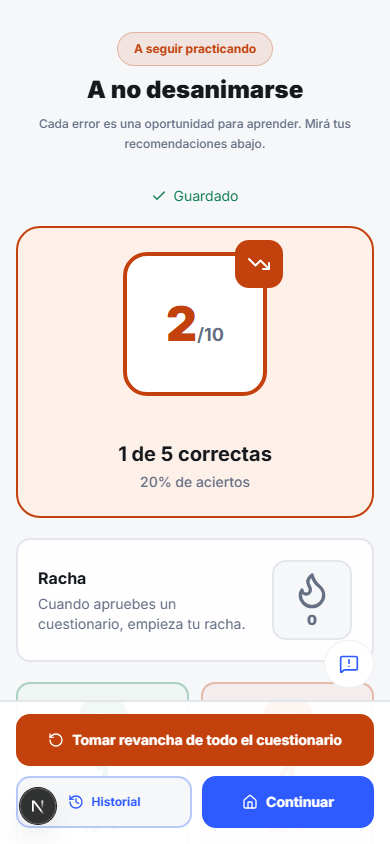 A seguir practicando
A no desanimarse
Cada error es una oportunidad para aprender. Mirá tus
recomendaciones abajo.
Guardado
2/10
1 de 5 correctas
20% de aciertos
Racha
Cuando apruebes un
cuestionario, empieza tu racha.
0
Tomar revancha de todo el cuestionario
Historial
Continuar
N